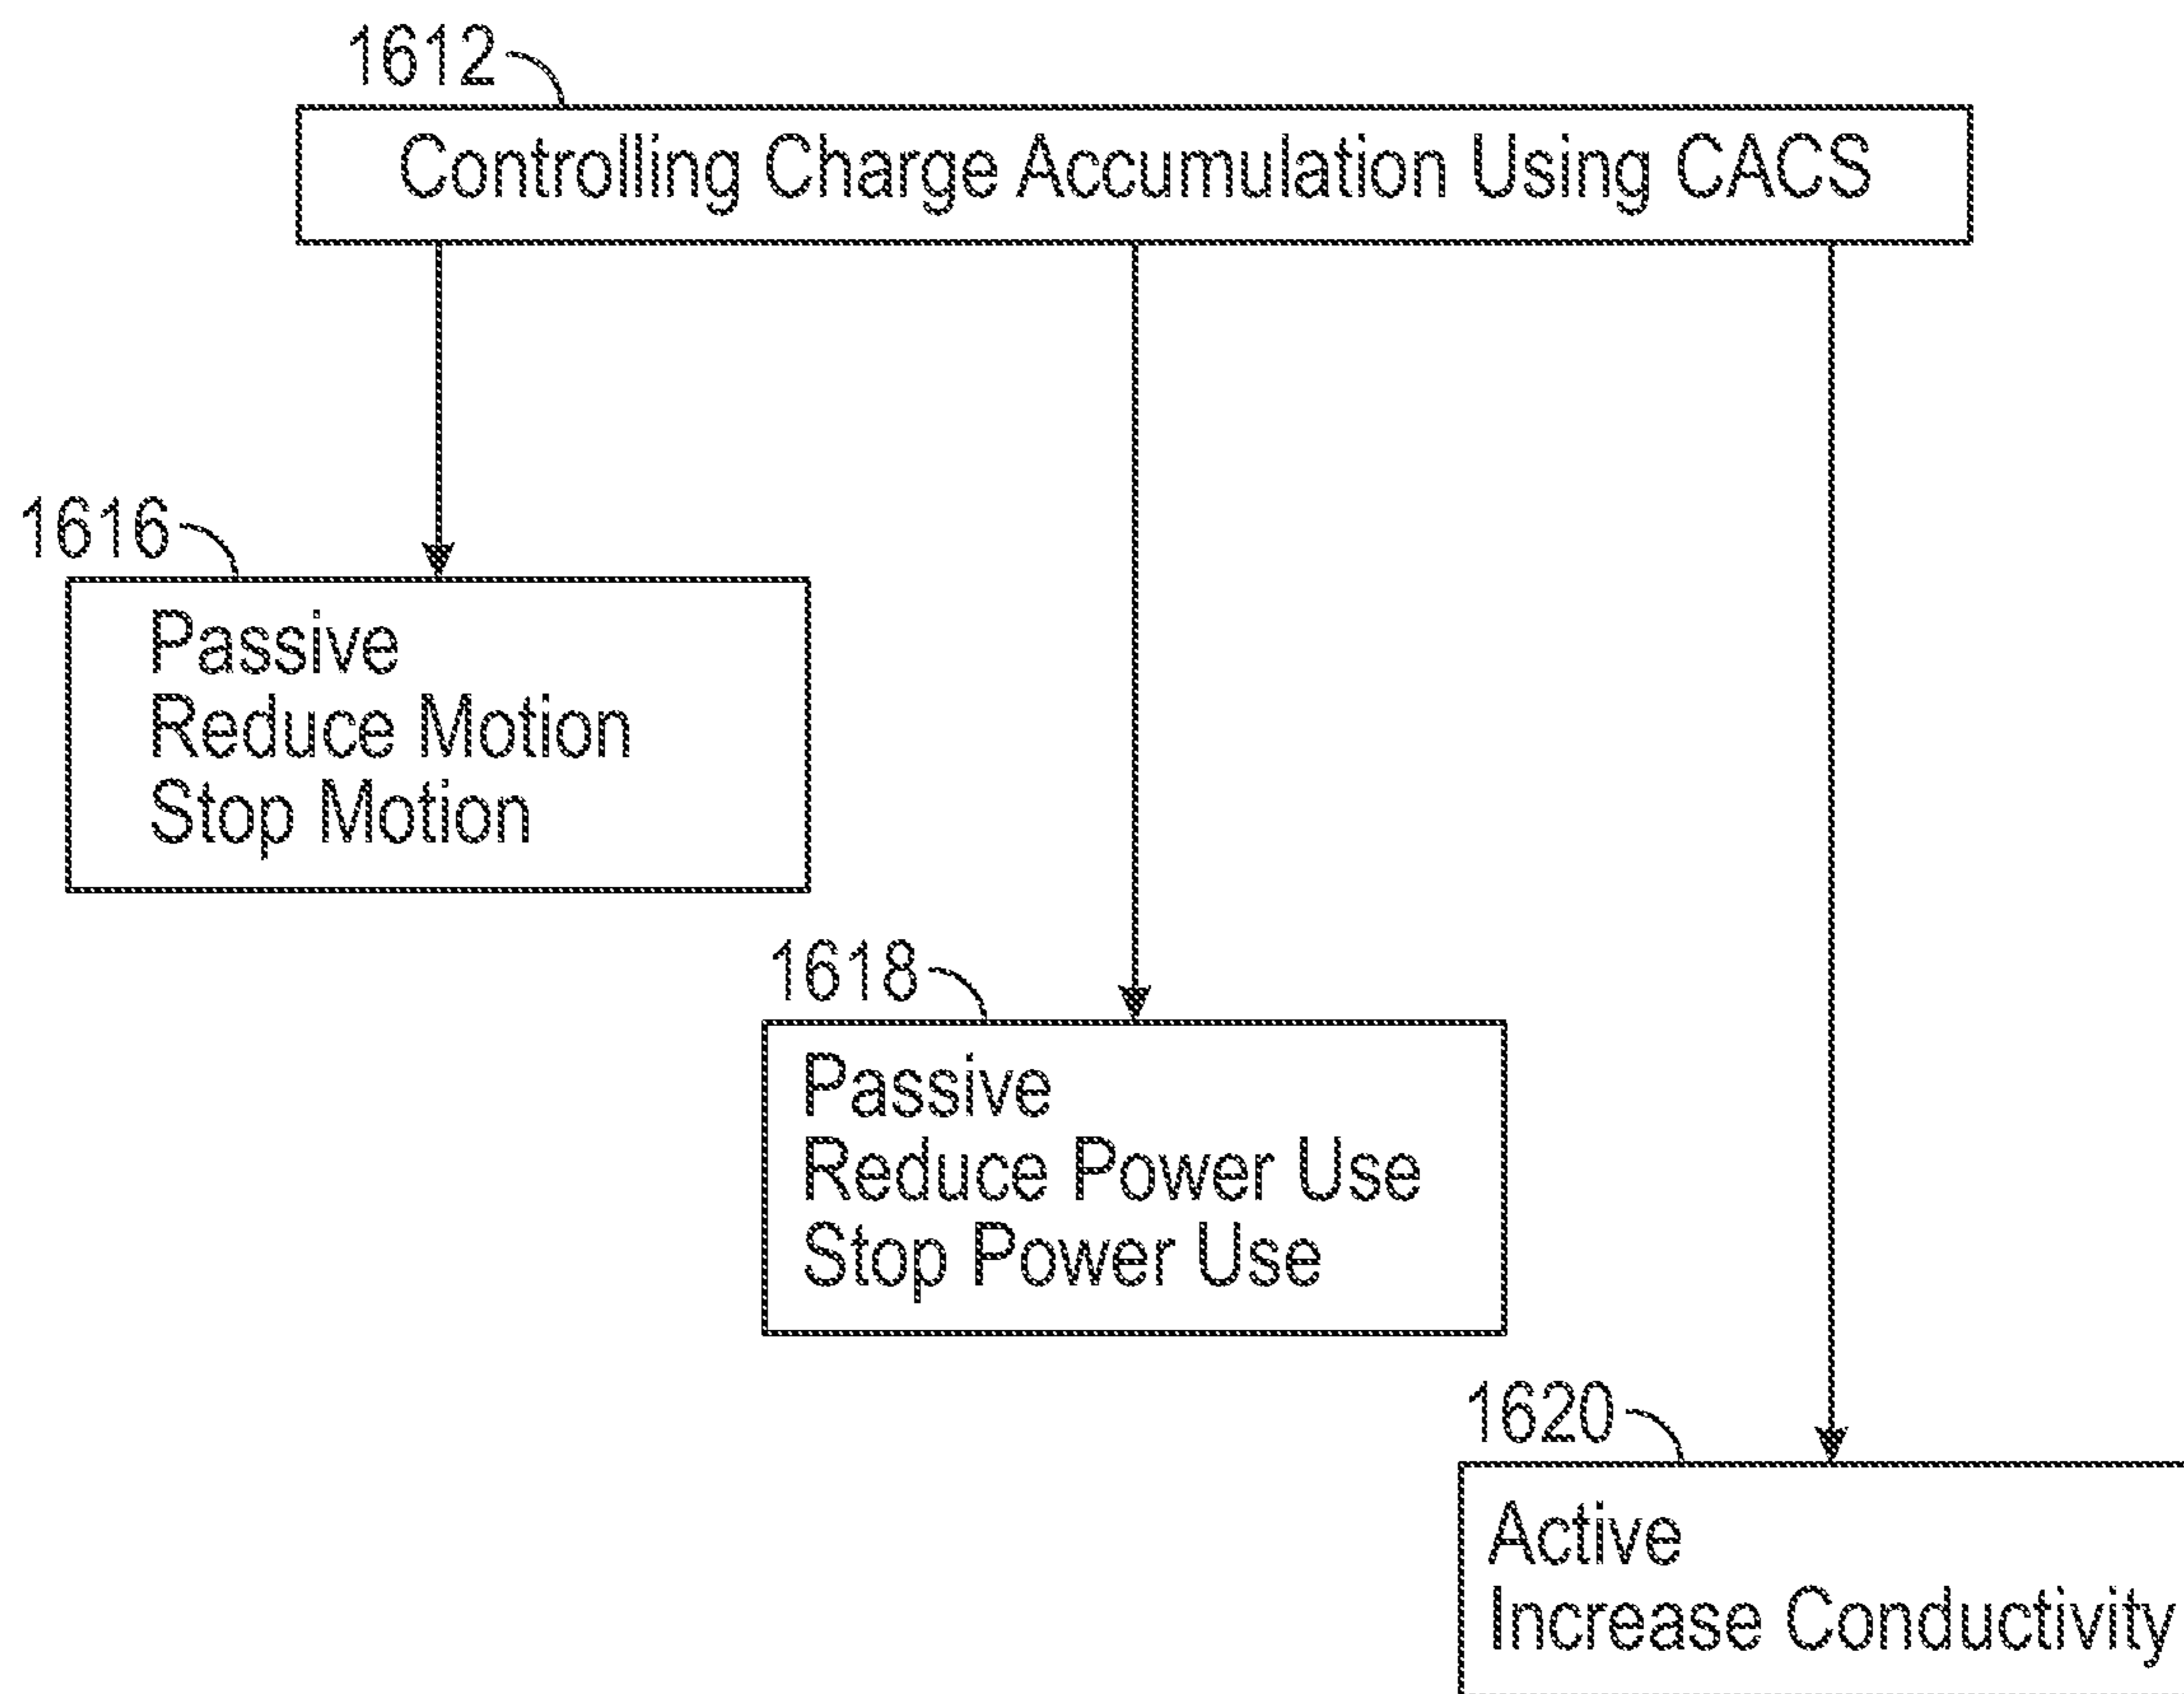 1612
Controlling Charge Accumulation Using CACS
1616
Passive
Reduce Motion
Stop Motion
1618
Passive
Reduce Power Use
Stop Power Use
1620
Active
Increase Conductivity